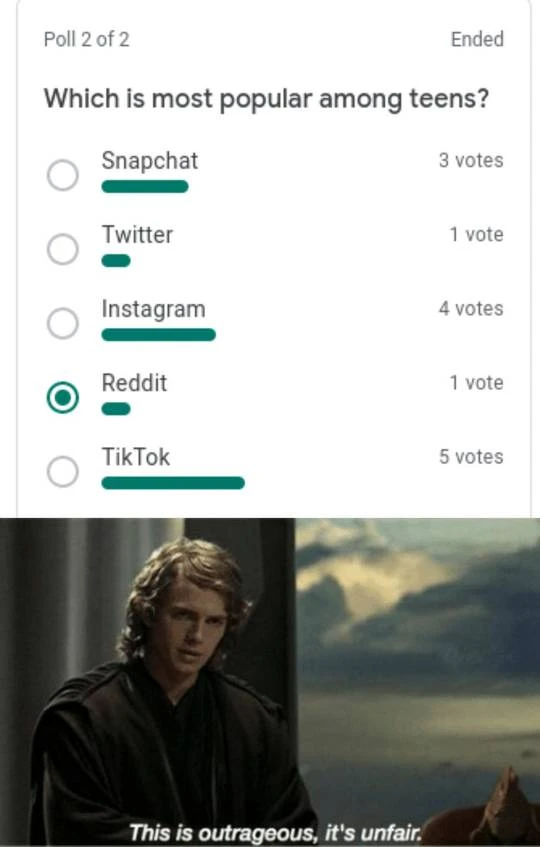 Poll 2 of 2 Ended
Which is most popular among teens?
Snapchat 3 votes
Twitter 1 vote
Instagram 4 votes
Reddit 1 vote
TikTok 5 votes
This is outrageous, it's unfair.